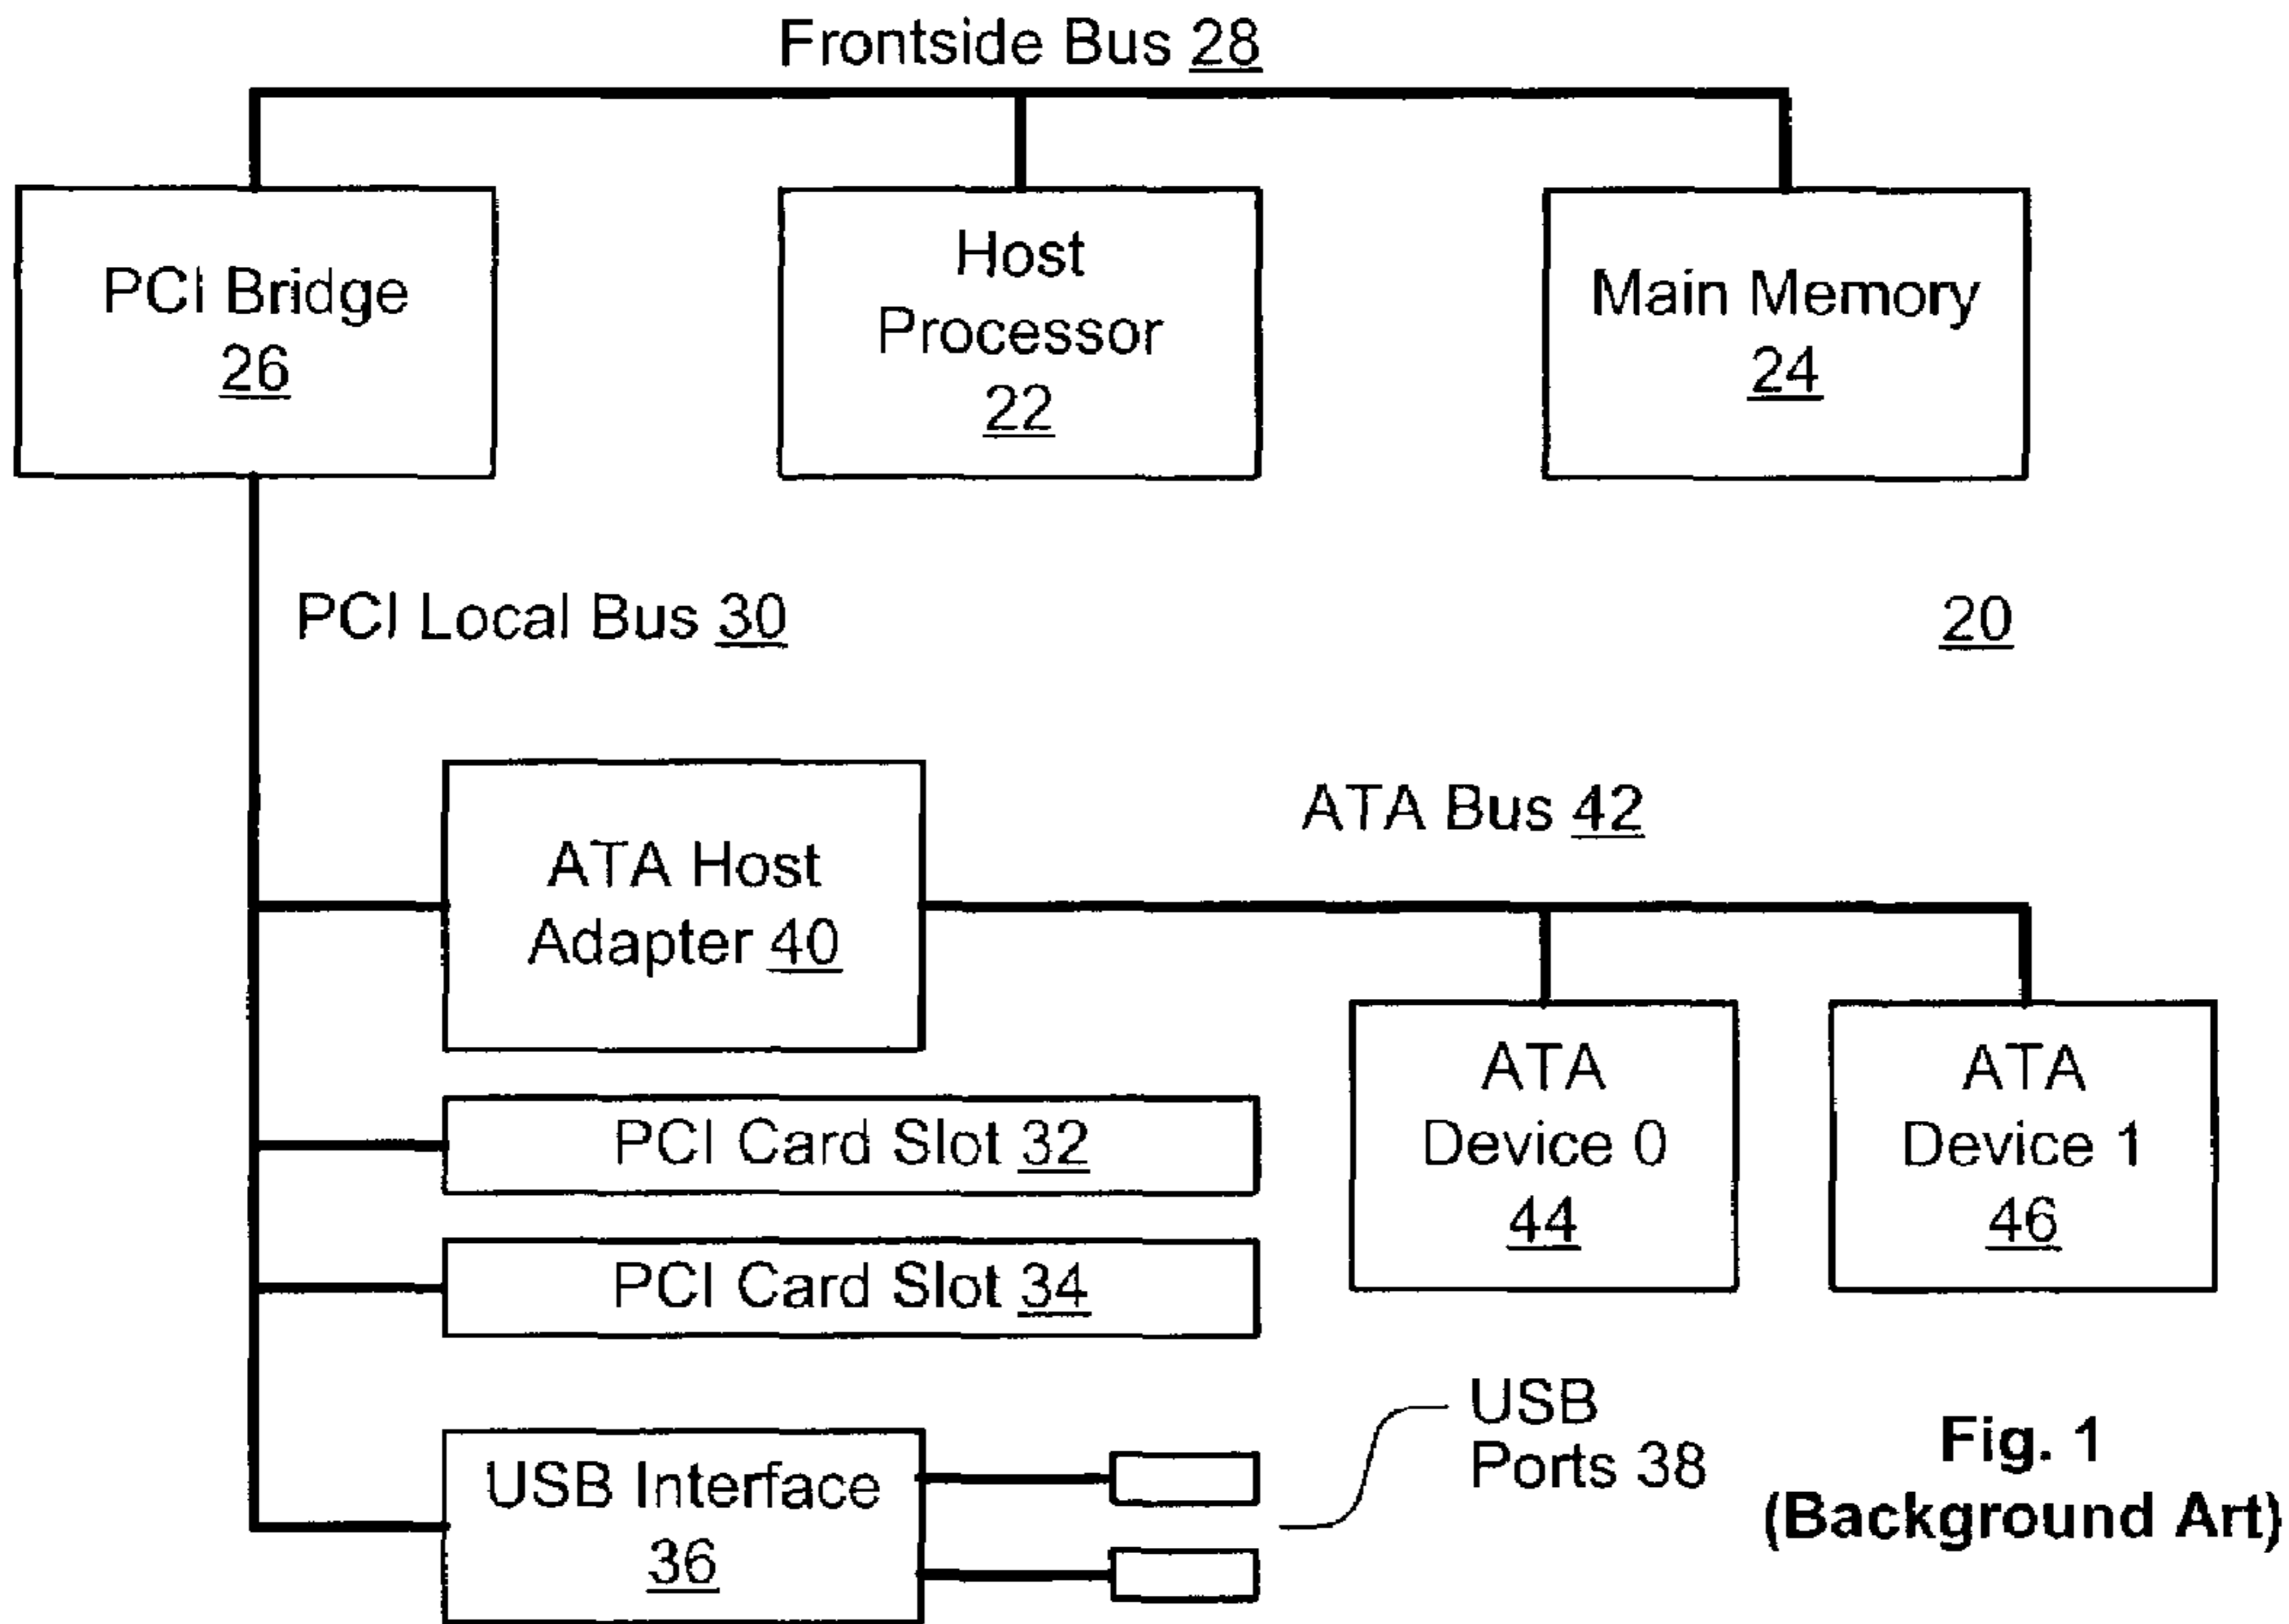 Frontside Bus 28
PCI Bridge
26
Host
Processor
22
Main Memory
24
PCI Local Bus 30
20
ATA Host
Adapter 40
ATA Bus 42
ATA
Device 0
44
ATA
Device 1
46
PCI Card Slot 32
PCI Card Slot 34
USB Interface
36
USB
Ports 38
Fig. 1
(Background Art)